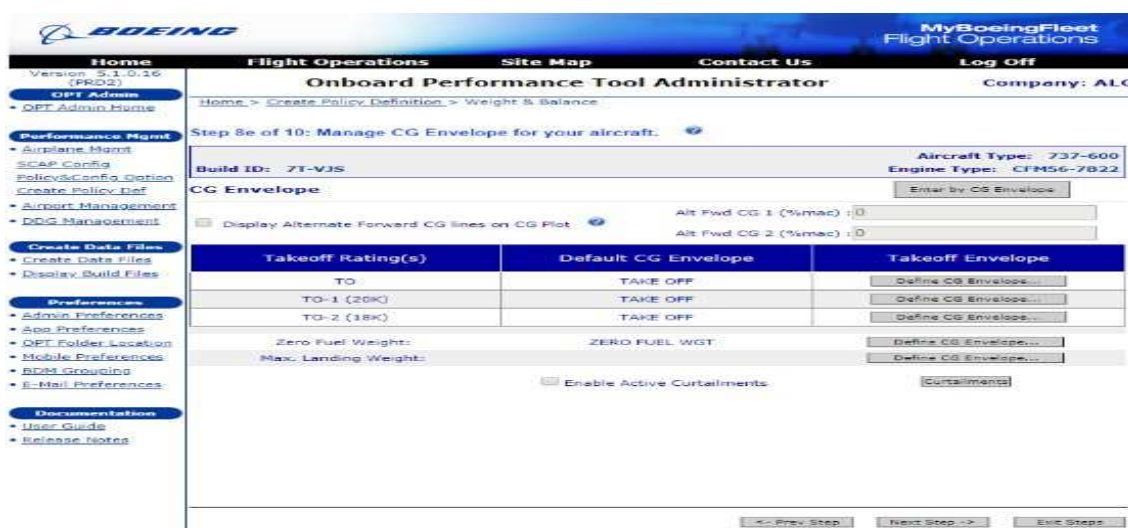 BOEING
MyBoeingFleet
Flight Operations
Home Flight Operations Site Map Contact Us Log Off
Version 5.1.0.16
(PRD2)
OPT Admin
• OPT Admin Home
Performance Mgmt
• Airplane Mgmt
SCAP Config
Policy&Config Option
Create Policy Def
• Airport Management
• DDG Management
Create Data Files
• Create Data Files
• Display Build Files
Preferences
• Admin Preferences
• App Preferences
• OPT Folder Location
• Mobile Preferences
• BDM Grouping
• E-Mail Preferences
Documentation
• User Guide
• Release Notes
Onboard Performance Tool Administrator Company: ALG
Home > Create Policy Definition > Weight & Balance
Step 8e of 10: Manage CG Envelope for your aircraft.
Build ID: 7T-VJS
Aircraft Type: 737-600
Engine Type: CFM56-7B22
CG Envelope Enter by CG Envelope
Display Alternate Forward CG lines on CG Plot
Alt Fwd CG 1 (%mac) : 0
Alt Fwd CG 2 (%mac) : 0
Takeoff Rating(s) Default CG Envelope Takeoff Envelope
TO TAKE OFF Define CG Envelope...
TO-1 (20K) TAKE OFF Define CG Envelope...
TO-2 (18K) TAKE OFF Define CG Envelope...
Zero Fuel Weight: ZERO FUEL WGT Define CG Envelope...
Max. Landing Weight: Define CG Envelope...
Enable Active Curtailments Curtailments
<- Prev Step Next Step -> Exit Steps